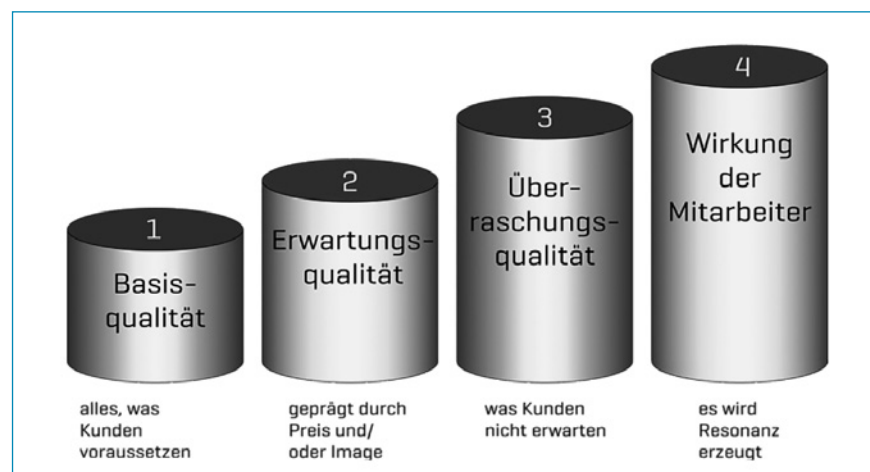 1
Basis-
qualität
alles, was
Kunden
voraussetzen
2
Erwartungs-
qualität
geprägt durch
Preis und/
oder Image
3
Über-
raschungs-
qualität
was Kunden
nicht erwarten
4
Wirkung
der
Mitarbeiter
es wird
Resonanz
erzeugt